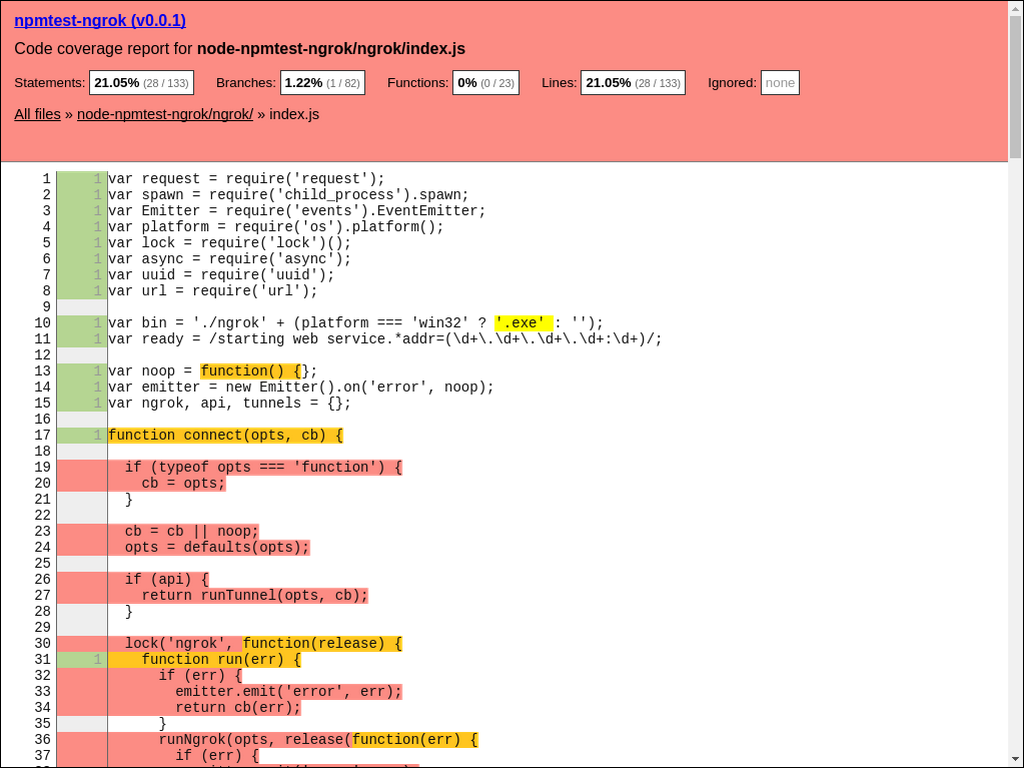 npmtest-ngrok (v0.0.1)
Code coverage report for node-npmtest-ngrok/ngrok/index.js
Statements: 21.05% (28 / 133) Branches: 1.22% (1 / 82) Functions: 0% (0 / 23) Lines: 21.05% (28 / 133) Ignored: none
All files » node-npmtest-ngrok/ngrok/ » index.js
1 1 var request = require('request');
2 1 var spawn = require('child_process').spawn;
3 1 var Emitter = require('events').EventEmitter;
4 1 var platform = require('os').platform();
5 1 var lock = require('lock')();
6 1 var async = require('async');
7 1 var uuid = require('uuid');
8 1 var url = require('url');
9
10 1 var bin = './ngrok' + (platform === 'win32' ? '.exe' : '');
11 1 var ready = /starting web service.*addr=(\d+\.\d+\.\d+\.\d+:\d+)/;
12
13 1 var noop = function() {};
14 1 var emitter = new Emitter().on('error', noop);
15 1 var ngrok, api, tunnels = {};
16
17 1 function connect(opts, cb) {
18
19 if (typeof opts === 'function') {
20 cb = opts;
21 }
22
23 cb = cb || noop;
24 opts = defaults(opts);
25
26 if (api) {
27 return runTunnel(opts, cb);
28 }
29
30 lock('ngrok', function(release) {
31 1 function run(err) {
32 if (err) {
33 emitter.emit('error', err);
34 return cb(err);
35 }
36 runNgrok(opts, release(function(err) {
37 if (err) {